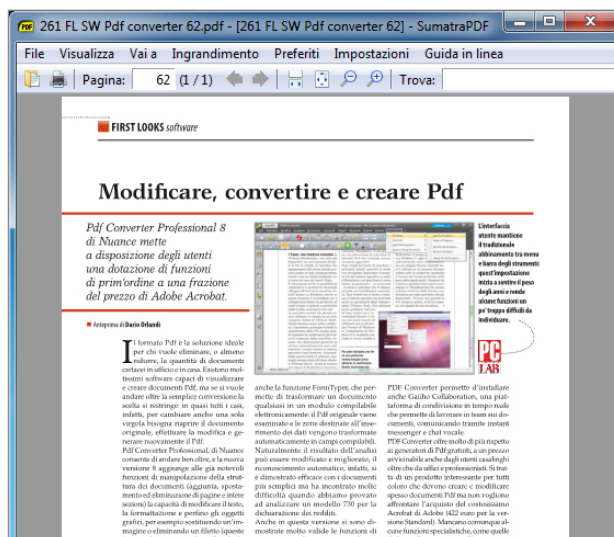 261 FL SW Pdf converter 62.pdf - [261 FL SW Pdf converter 62] - SumatraPDF
File Visualizza Vai a Ingrandimento Preferiti Impostazioni Guida in linea
Pagina: 62 (1 / 1) Trova:
FIRST LOOKS software
Modificare, convertire e creare Pdf
Pdf Converter Professional 8
di Nuance mette
a disposizione degli utenti
una dotazione di funzioni
di prim'ordine a una frazione
del prezzo di Adobe Acrobat.
L'interfaccia
utente mantiene
il tradizionale
abbinamento tra menu
e barra degli strumenti:
quest'impostazione
inizia a sentire il peso
degli anni e rende
alcune funzioni un
po' troppo difficili da
individuare.
PC
LAB
Anteprima di Dario Orlandi
Il formato Pdf è la soluzione ideale
per chi vuole eliminare, o almeno
ridurre, la quantità di documenti
cartacei in ufficio o in casa. Esistono mol-
tissimi software capaci di visualizzare
e creare documenti Pdf, ma se si vuole
andare oltre la semplice conversione la
scelta si restringe: in quasi tutti i casi,
infatti, per cambiare anche una sola
virgola bisogna riaprire il documento
originale, effettuare la modifica e ge-
nerare nuovamente il Pdf.
Pdf Converter Professional, di Nuance
consente di andare ben oltre, e la nuova
versione 8 aggiunge alle già notevoli
funzioni di manipolazione della strut-
tura dei documenti (aggiunta, sposta-
mento ed eliminazione di pagine e intere
sezioni) la capacità di modificare il testo,
la formattazione e perfino gli oggetti
grafici, per esempio sostituendo un'im-
magine o eliminando un filetto (queste
anche la funzione FormTyper, che per-
mette di trasformare un documento
qualsiasi in un modulo compilabile
elettronicamente: il Pdf originale viene
esaminato e le zone destinate all'inse-
rimento dei dati vengono trasformate
automaticamente in campi compilabili.
Naturalmente il risultato dell'analisi
può essere modificato e migliorato, il
riconoscimento automatico, infatti, si
è dimostrato efficace con i documenti
più semplici ma ha incontrato molte
difficoltà quando abbiamo provato
ad analizzare un modello 730 per la
dichiarazione dei redditi.
Anche in questa versione si sono di-
mostrate molto valide le funzioni di
PDF Converter permette d'installare
anche Gaiiho Collaboration, una piat-
taforma di condivisione in tempo reale
che permette di lavorare in team sui do-
cumenti, comunicando tramite instant
messenger e chat vocale.
PDF Converter offre molto di più rispetto
ai generatori di Pdf gratuiti, a un prezzo
avvicinabile anche dagli utenti casalinghi
oltre che da uffici e professionisti. Si trat-
ta di un prodotto interessante per tutti
coloro che devono creare e modificare
spesso documenti Pdf ma non vogliono
affrontare l'acquisto del costosissimo
Acrobat di Adobe (422 euro per la ver-
sione Standard). Mancano comunque al-
cune funzioni specialistiche, come quelle